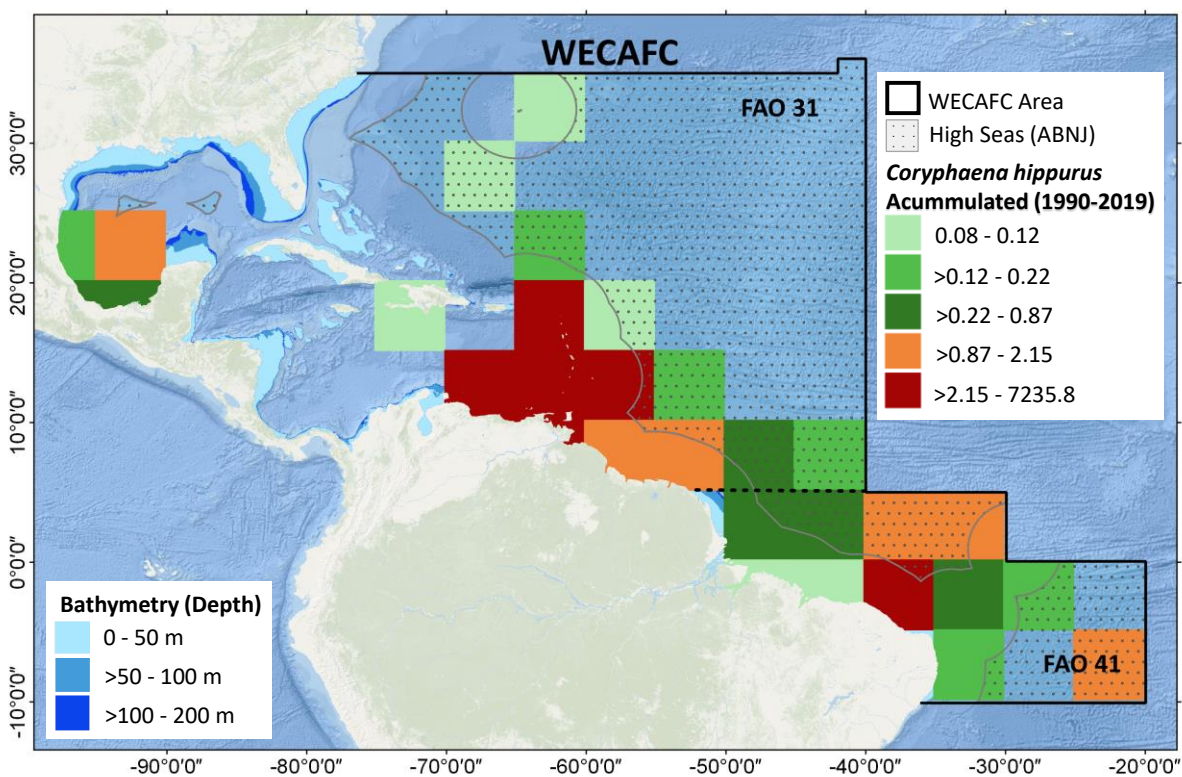 WECAFC
FAO 31
WECAFC Area
High Seas (ABNJ)
Coryphaena hippurus
Acummulated (1990-2019)
0.08 - 0.12
>0.12 - 0.22
>0.22 - 0.87
>0.87 - 2.15
>2.15 - 7235.8
30°0'0"
20°0'0"
10°0'0"
0°0'0"
-10°0'0"
Bathymetry (Depth)
0 - 50 m
>50 - 100 m
>100 - 200 m
FAO 41
-90°0'0"
-80°0'0"
-70°0'0"
-60°0'0"
-50°0'0"
-40°0'0"
-30°0'0"
-20°0'0"